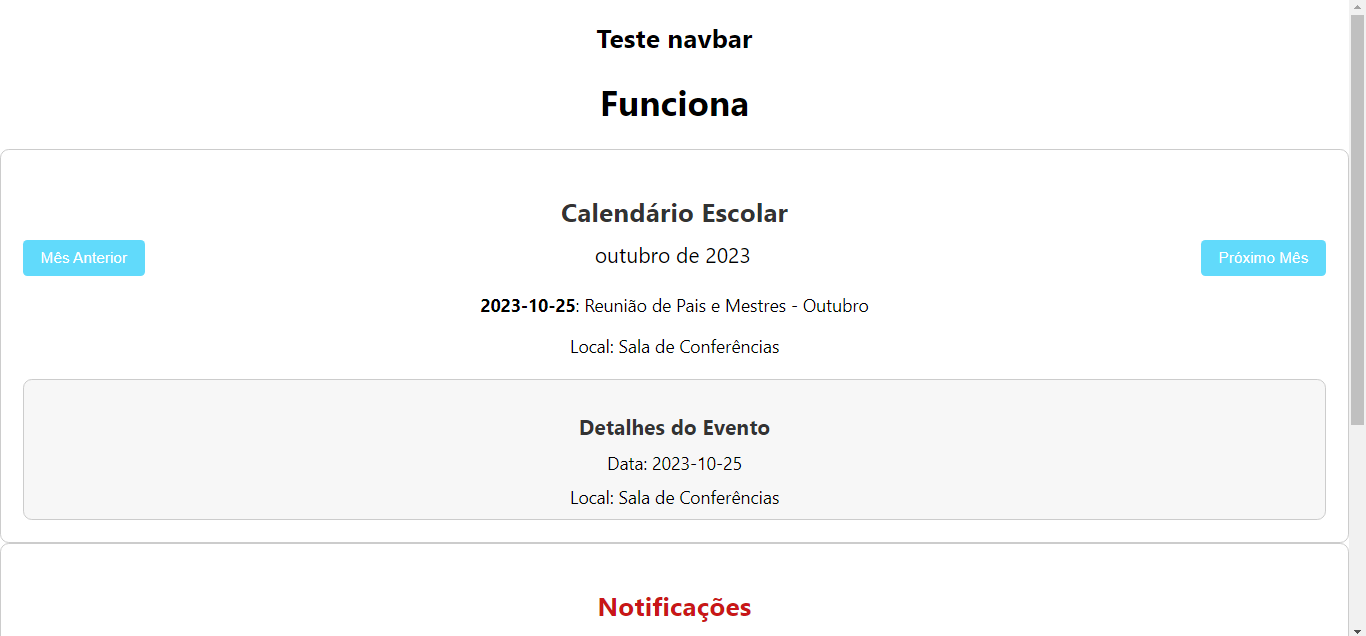 Teste navbar
Funciona
Calendário Escolar
Mês Anterior
outubro de 2023
Próximo Mês
2023-10-25: Reunião de Pais e Mestres - Outubro
Local: Sala de Conferências
Detalhes do Evento
Data: 2023-10-25
Local: Sala de Conferências
Notificações